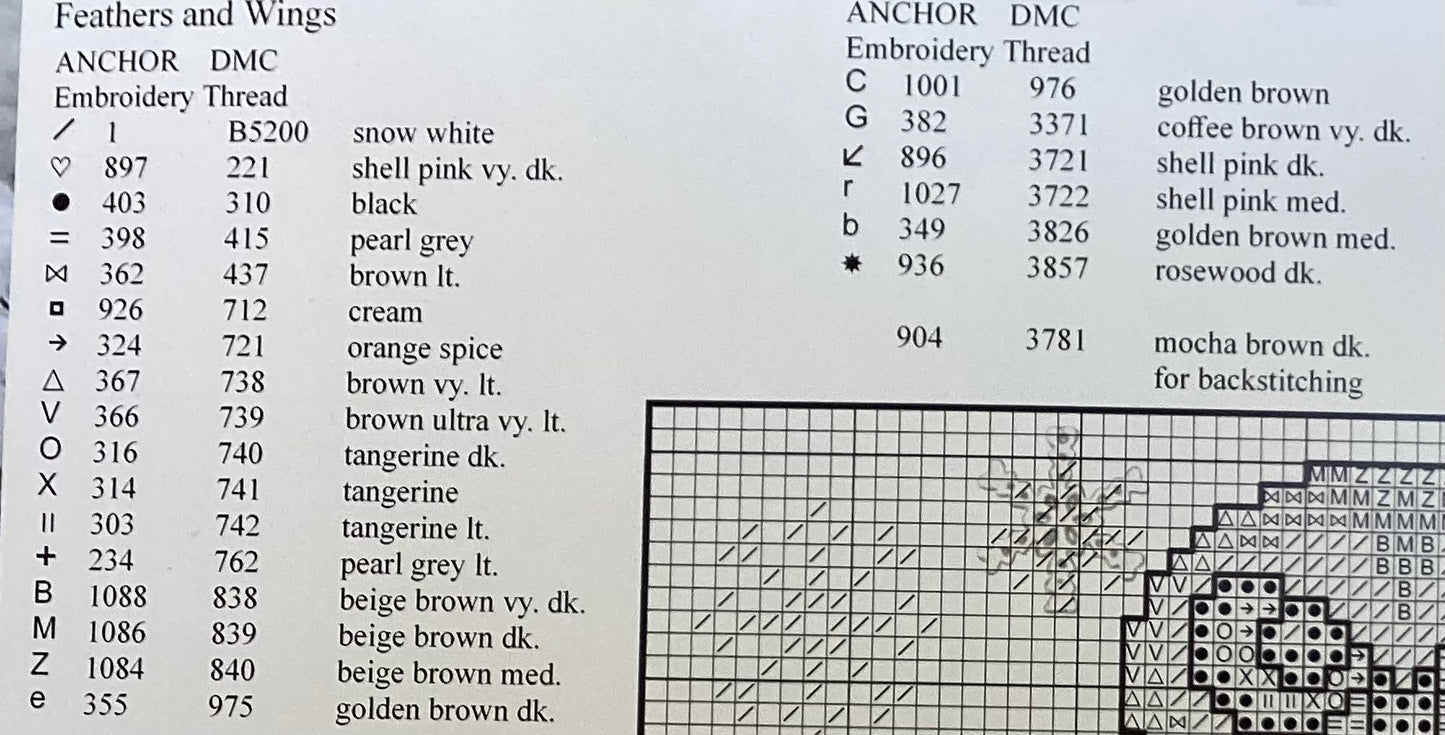 Feathers and Wings
ANCHOR DMC
Embroidery Thread
/ 1 B5200 snow white
♡ 897 221 shell pink vy. dk.
● 403 310 black
= 398 415 pearl grey
⋈ 362 437 brown lt.
◘ 926 712 cream
→ 324 721 orange spice
△ 367 738 brown vy. lt.
V 366 739 brown ultra vy. lt.
O 316 740 tangerine dk.
X 314 741 tangerine
|| 303 742 tangerine lt.
+ 234 762 pearl grey lt.
B 1088 838 beige brown vy. dk.
M 1086 839 beige brown dk.
Z 1084 840 beige brown med.
e 355 975 golden brown dk.
ANCHOR DMC
Embroidery Thread
C 1001 976 golden brown
G 382 3371 coffee brown vy. dk.
↙ 896 3721 shell pink dk.
r 1027 3722 shell pink med.
b 349 3826 golden brown med.
✷ 936 3857 rosewood dk.
904 3781 mocha brown dk.
for backstitching
M M Z Z Z Z
⋈ ⋈ ⋈ M M Z M Z
△ △ ⋈ ⋈ ⋈ ⋈ M M M M
△ △ ⋈ ⋈ / / / / B M B
△ △ / / / / / / / B B B